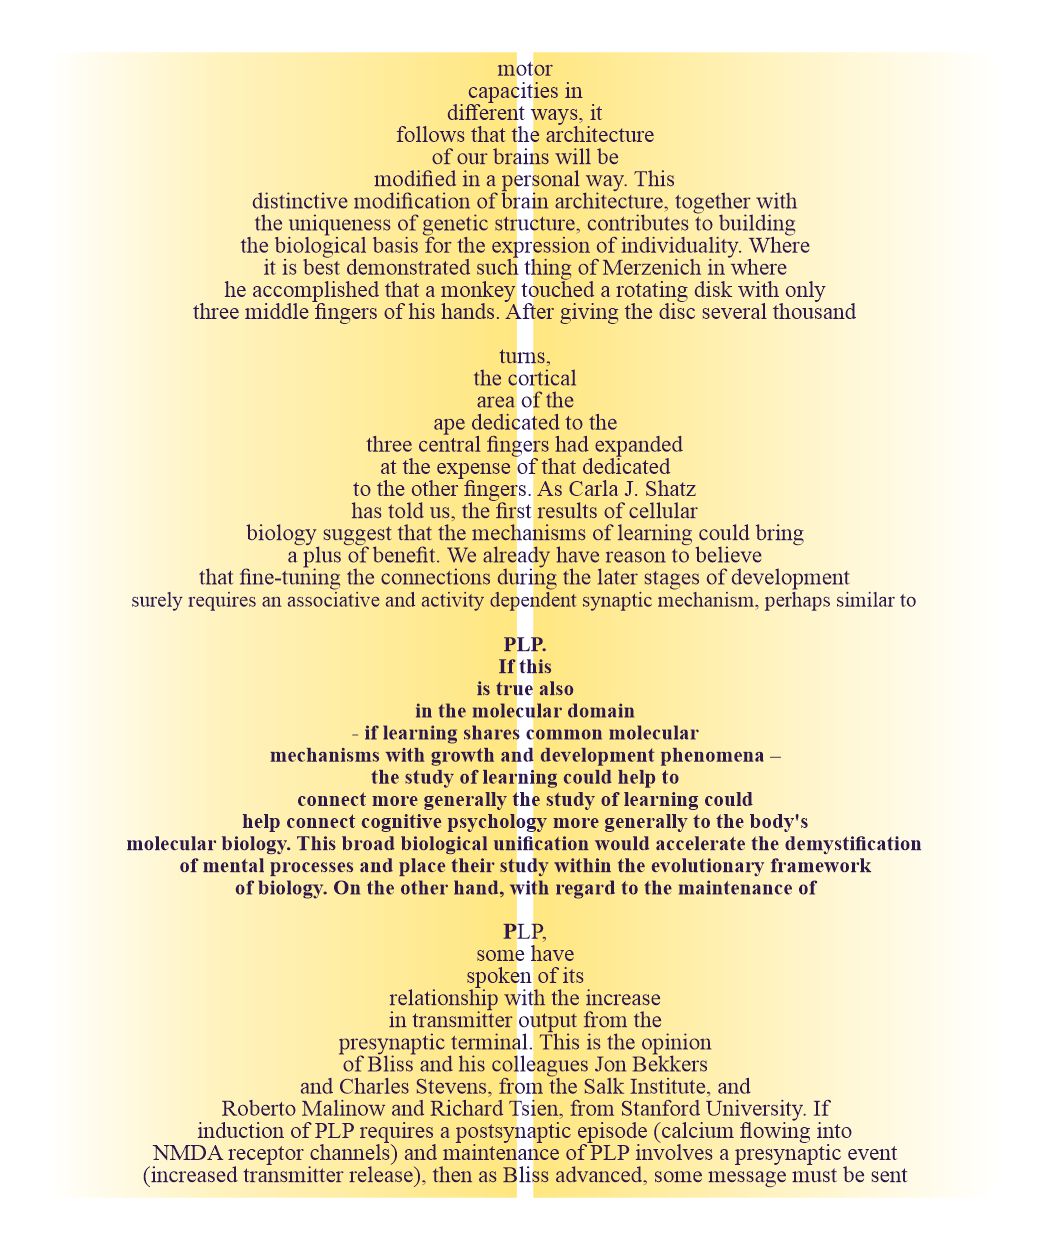 motor
capacities in
different ways, it
follows that the architecture
of our brains will be
modified in a personal way. This
distinctive modification of brain architecture, together with
the uniqueness of genetic structure, contributes to building
the biological basis for the expression of individuality. Where
it is best demonstrated such thing of Merzenich in where
he accomplished that a monkey touched a rotating disk with only
three middle fingers of his hands. After giving the disc several thousand
turns,
the cortical
area of the
ape dedicated to the
three central fingers had expanded
at the expense of that dedicated
to the other fingers. As Carla J. Shatz
has told us, the first results of cellular
biology suggest that the mechanisms of learning could bring
a plus of benefit. We already have reason to believe
that fine-tuning the connections during the later stages of development
surely requires an associative and activity dependent synaptic mechanism, perhaps similar to
PLP.
If this
is true also
in the molecular domain
- if learning shares common molecular
mechanisms with growth and development phenomena –
the study of learning could help to
connect more generally the study of learning could
help connect cognitive psychology more generally to the body's
molecular biology. This broad biological unification would accelerate the demystification
of mental processes and place their study within the evolutionary framework
of biology. On the other hand, with regard to the maintenance of
PLP,
some have
spoken of its
relationship with the increase
in transmitter output from the
presynaptic terminal. This is the opinion
of Bliss and his colleagues Jon Bekkers
and Charles Stevens, from the Salk Institute, and
Roberto Malinow and Richard Tsien, from Stanford University. If
induction of PLP requires a postsynaptic episode (calcium flowing into
NMDA receptor channels) and maintenance of PLP involves a presynaptic event
(increased transmitter release), then as Bliss advanced, some message must be sent